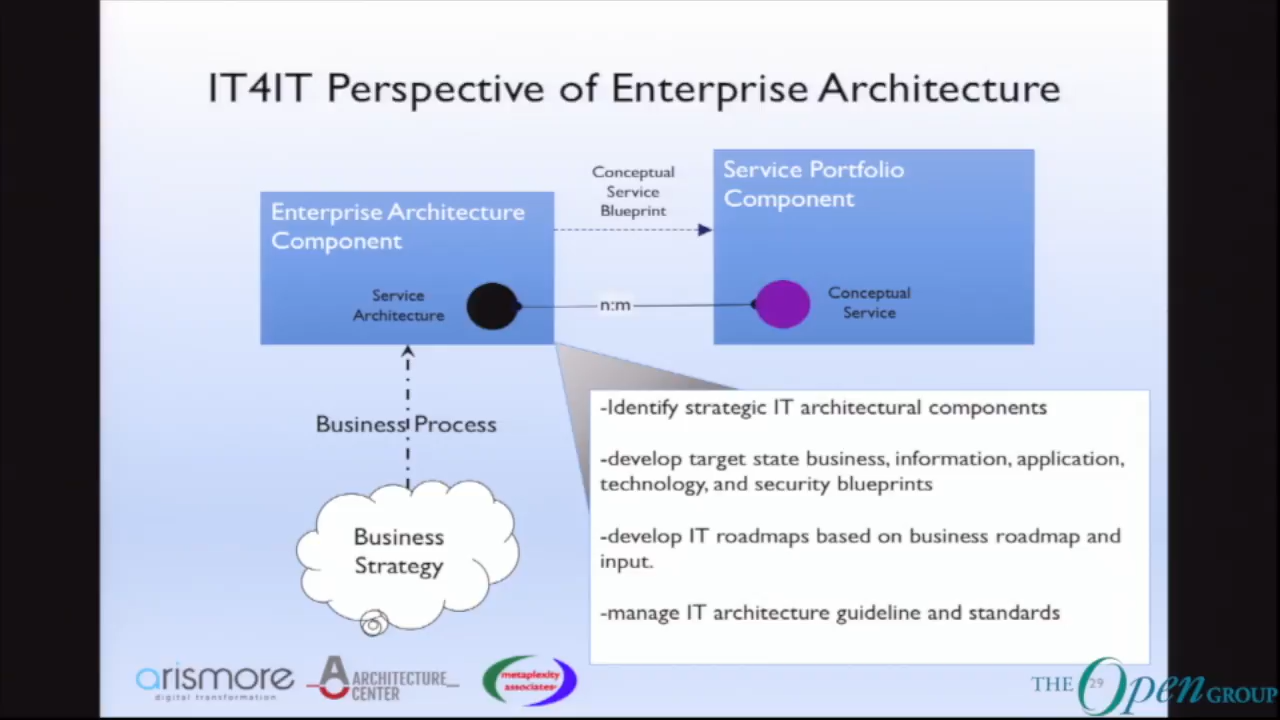 IT4IT Perspective of Enterprise Architecture
Conceptual
Service
Blueprint
Service Portfolio
Component
Enterprise Architecture
Component
Service
Architecture
n:m
Conceptual
Service
Business Process
Business
Strategy
-Identify strategic IT architectural components
-develop target state business, information, application,
technology, and security blueprints
-develop IT roadmaps based on business roadmap and
input.
-manage IT architecture guideline and standards
arismore
digital transformation
A ARCHITECTURE
CENTER
metaplexity
associates
THE Open GROUP
29